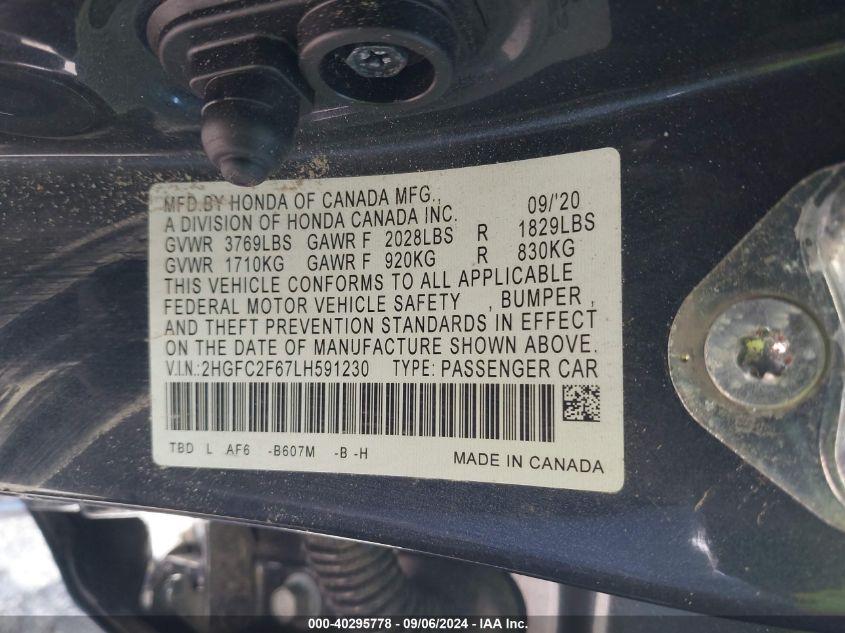 MFD.BY HONDA OF CANADA MFG., 09/'20
A DIVISION OF HONDA CANADA INC.
GVWR 3769LBS GAWR F 2028LBS R 1829LBS
GVWR 1710KG GAWR F 920KG R 830KG
THIS VEHICLE CONFORMS TO ALL APPLICABLE
FEDERAL MOTOR VEHICLE SAFETY , BUMPER ,
AND THEFT PREVENTION STANDARDS IN EFFECT
ON THE DATE OF MANUFACTURE SHOWN ABOVE.
V.I.N.:2HGFC2F67LH591230 TYPE: PASSENGER CAR
TBD L AF6 -B607M -B -H
MADE IN CANADA
000-40295778 - 09/06/2024 - IAA Inc.